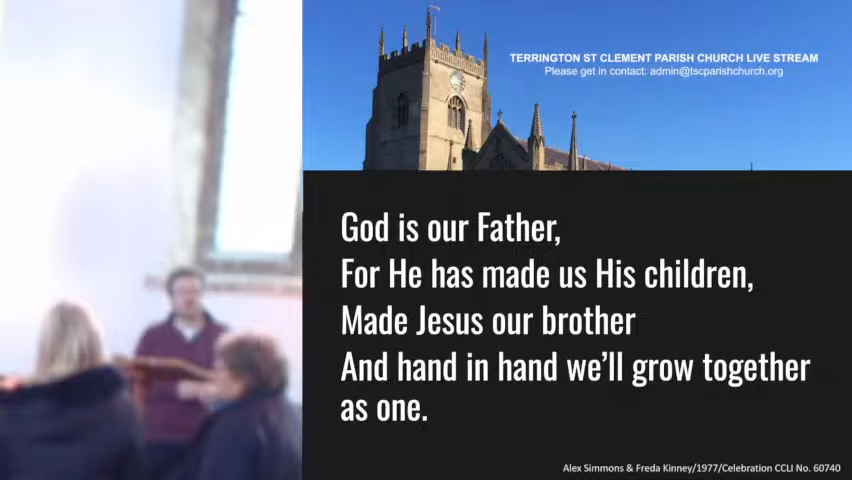 TERRINGTON ST CLEMENT PARISH CHURCH LIVE STREAM
Please get in contact: admin@tscparishchurch.org
God is our Father,
For He has made us His children,
Made Jesus our brother
And hand in hand we’ll grow together
as one.
Alex Simmons & Freda Kinney/1977/Celebration CCLI No. 60740